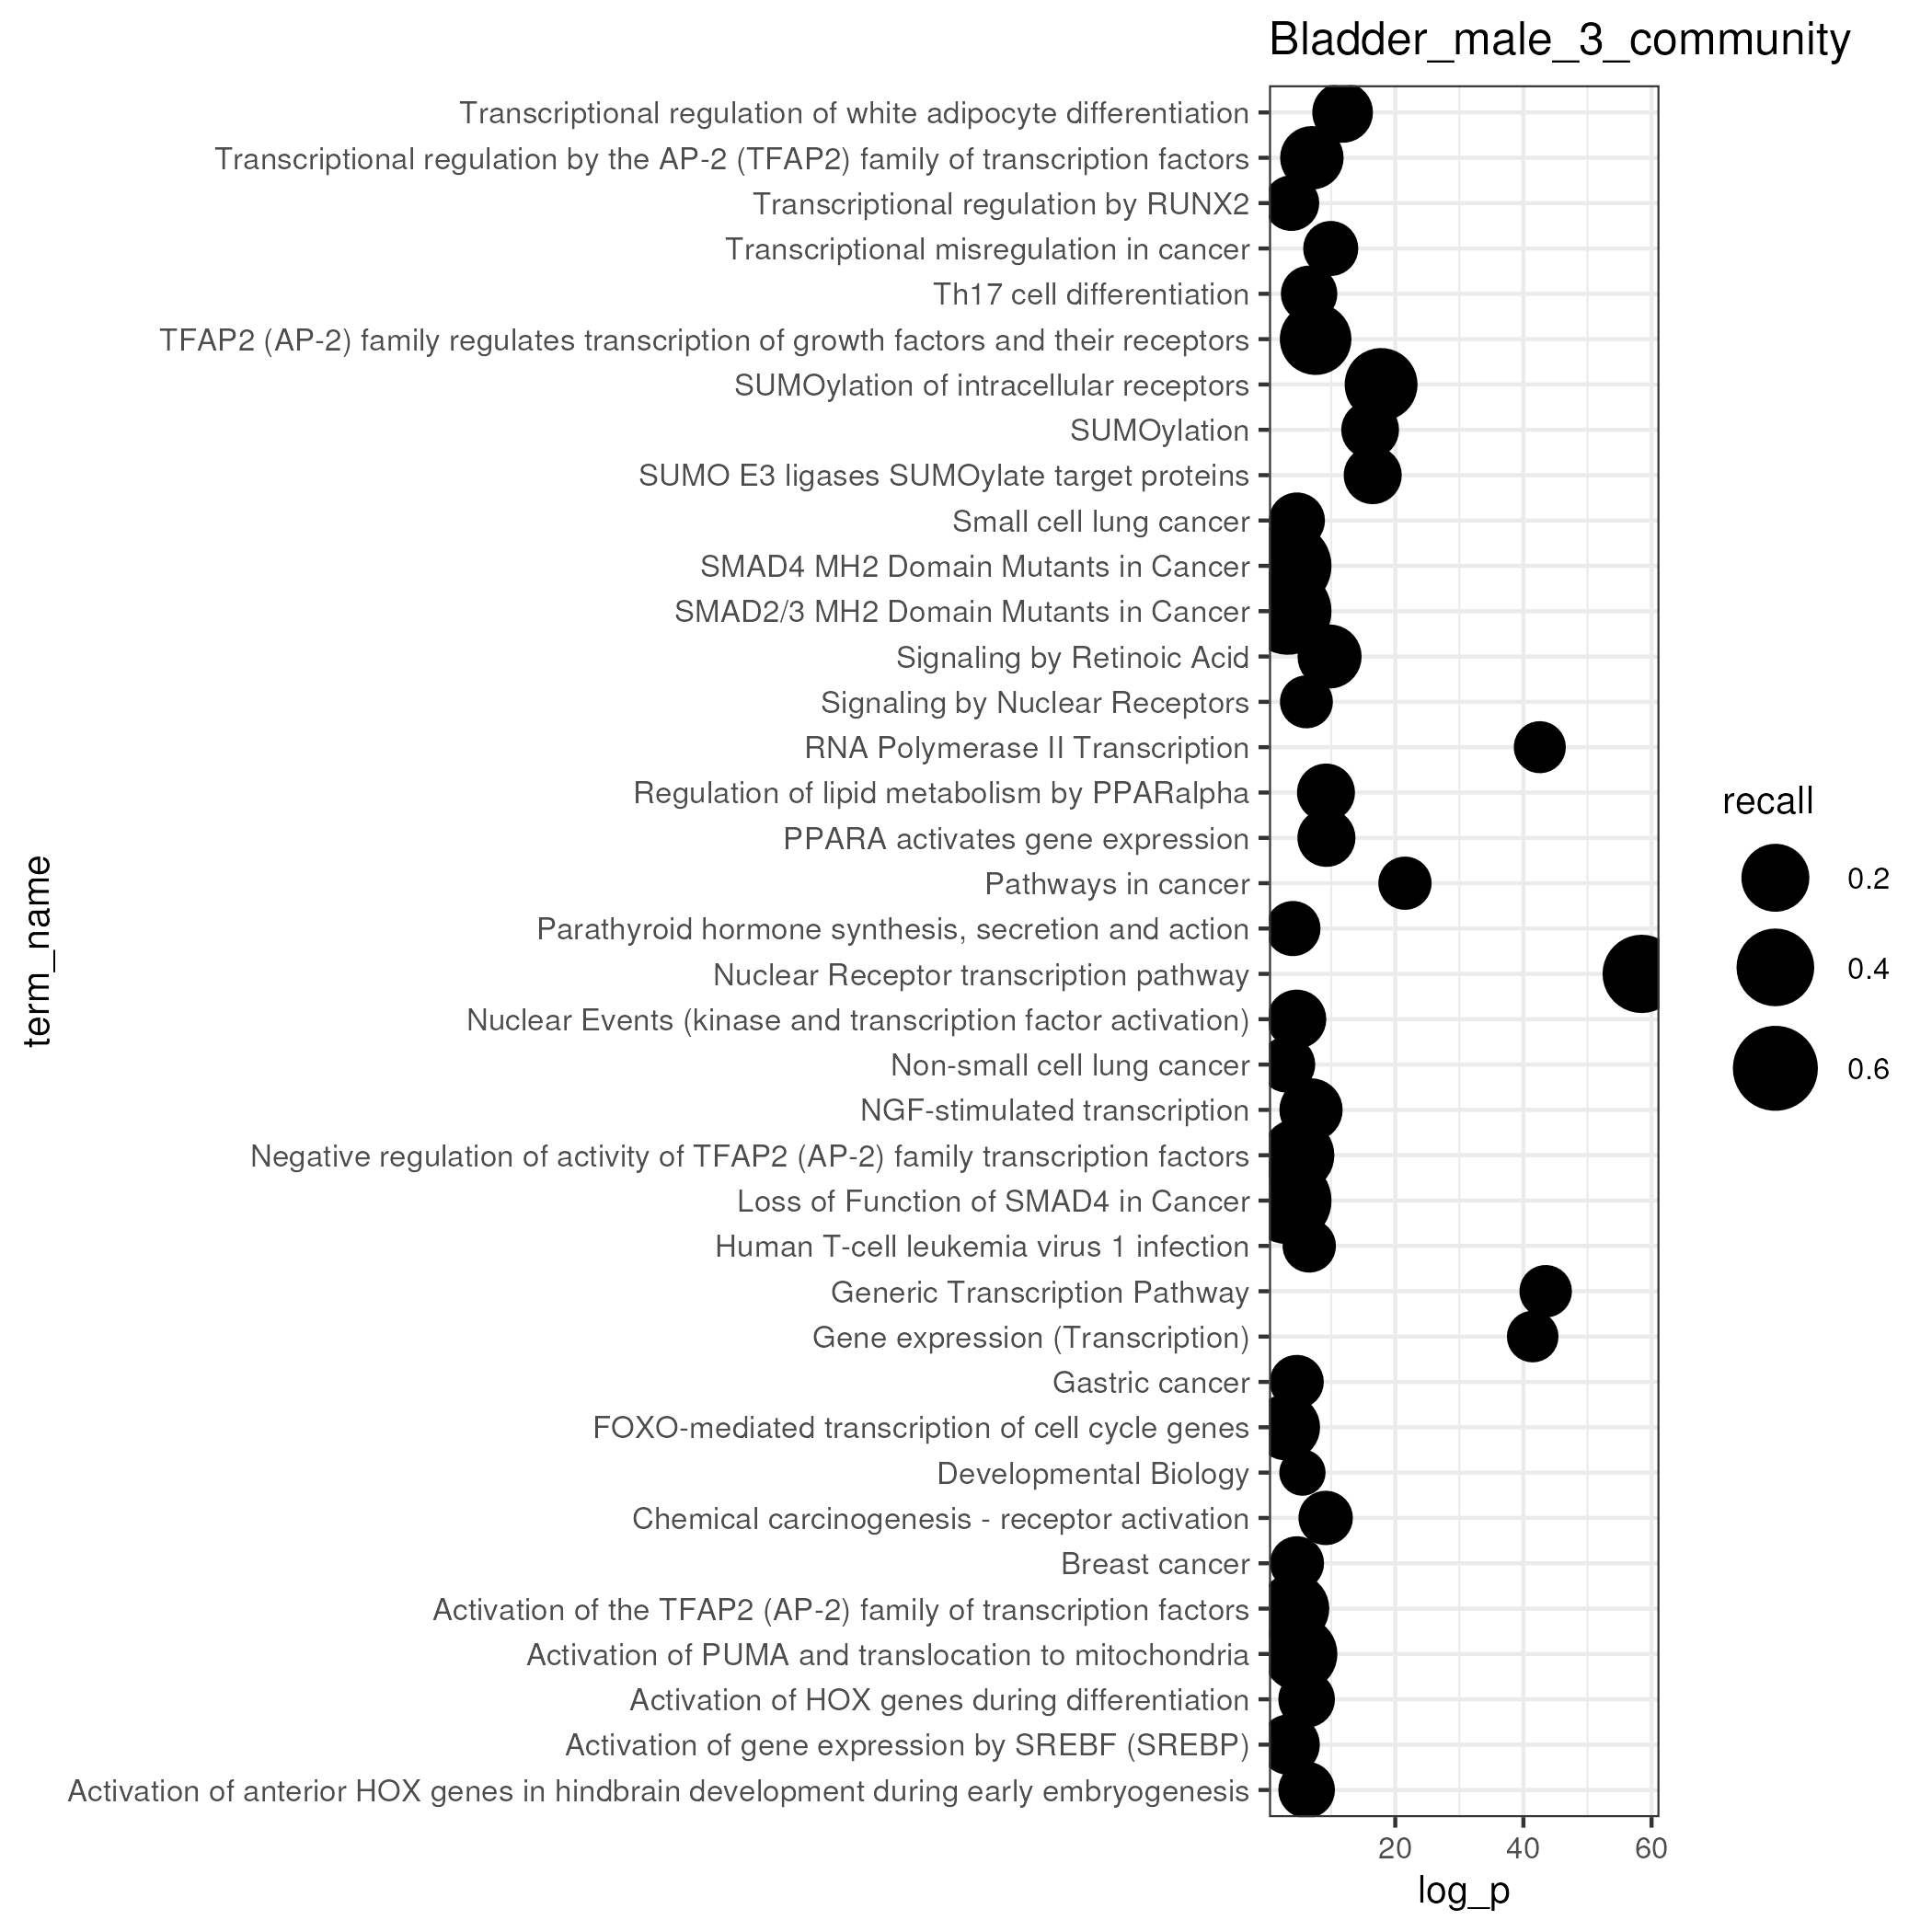 Bladder_male_3_community
Transcriptional regulation of white adipocyte differentiation
Transcriptional regulation by the AP-2 (TFAP2) family of transcription factors
Transcriptional regulation by RUNX2
Transcriptional misregulation in cancer
Th17 cell differentiation
TFAP2 (AP-2) family regulates transcription of growth factors and their receptors
SUMOylation of intracellular receptors
SUMOylation
SUMO E3 ligases SUMOylate target proteins
Small cell lung cancer
SMAD4 MH2 Domain Mutants in Cancer
SMAD2/3 MH2 Domain Mutants in Cancer
Signaling by Retinoic Acid
Signaling by Nuclear Receptors
RNA Polymerase II Transcription
Regulation of lipid metabolism by PPARalpha
PPARA activates gene expression
Pathways in cancer
Parathyroid hormone synthesis, secretion and action
Nuclear Receptor transcription pathway
Nuclear Events (kinase and transcription factor activation)
Non-small cell lung cancer
NGF-stimulated transcription
Negative regulation of activity of TFAP2 (AP-2) family transcription factors
Loss of Function of SMAD4 in Cancer
Human T-cell leukemia virus 1 infection
Generic Transcription Pathway
Gene expression (Transcription)
Gastric cancer
FOXO-mediated transcription of cell cycle genes
Developmental Biology
Chemical carcinogenesis - receptor activation
Breast cancer
Activation of the TFAP2 (AP-2) family of transcription factors
Activation of PUMA and translocation to mitochondria
Activation of HOX genes during differentiation
Activation of gene expression by SREBF (SREBP)
Activation of anterior HOX genes in hindbrain development during early embryogenesis
term_name
20 40 60
log_p
recall
0.2
0.4
0.6